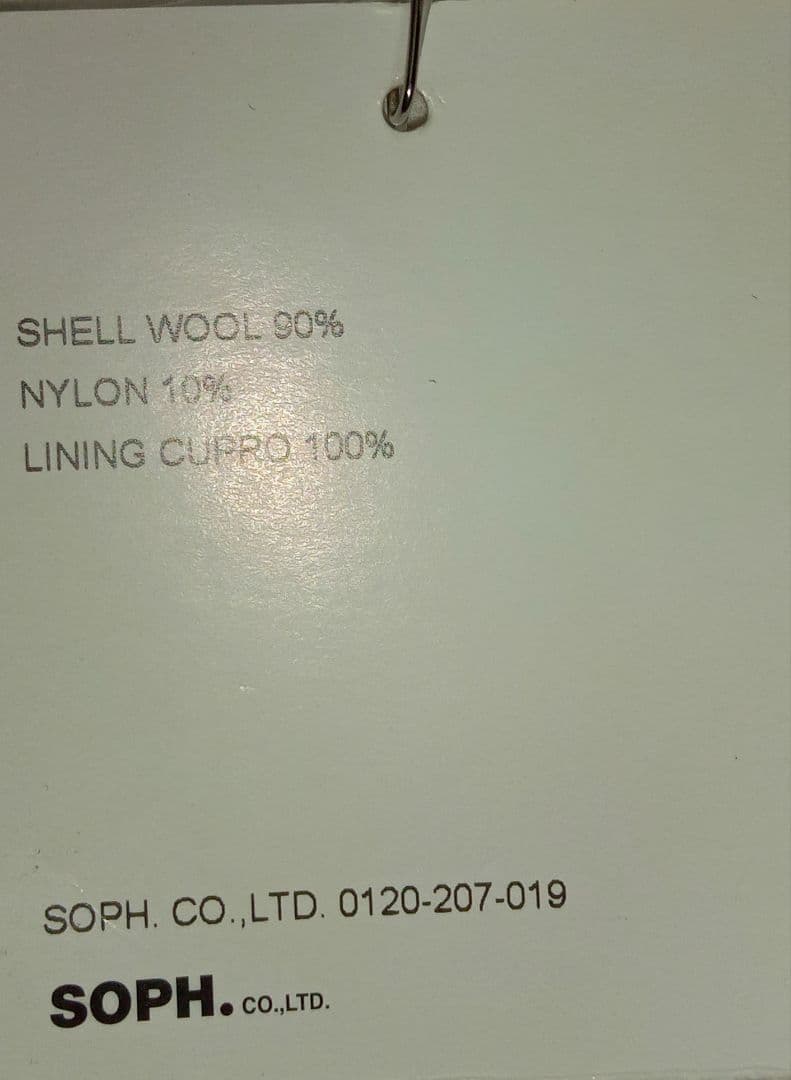 SHELL WOOL 90%
NYLON 10%
LINING CUPRO 100%
SOPH. CO.,LTD. 0120-207-019
SOPH. CO.,LTD.